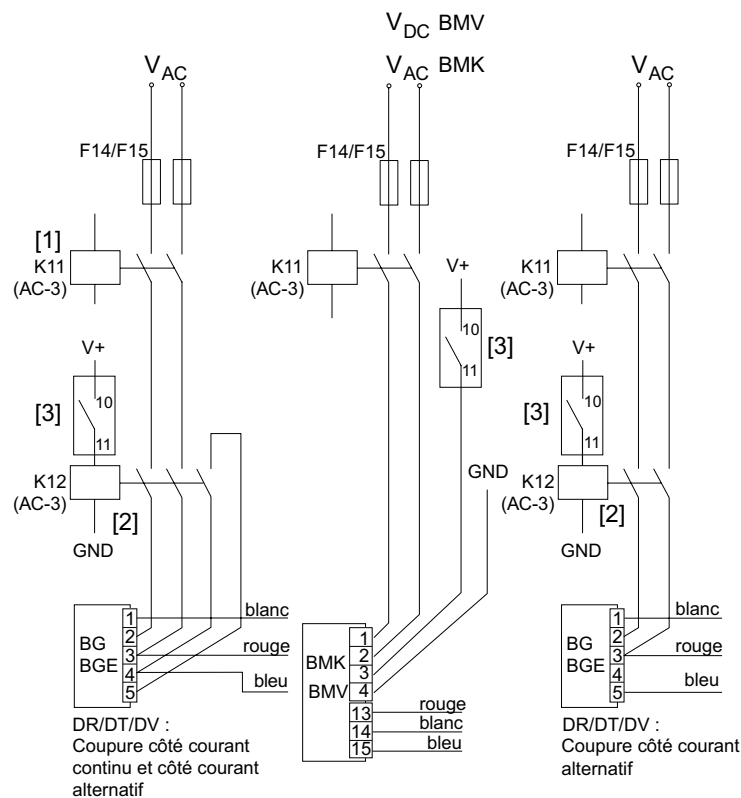 V AC
F14/F15
[1]
K11
(AC-3)
V+
[3]
10
11
K12
(AC-3)
[2]
GND
BG
BGE
1
2
3
4
5
blanc
rouge
bleu
DR/DT/DV :
Coupure côté courant
continu et côté courant
alternatif
V DC BMV
V AC BMK
F14/F15
K11
(AC-3)
V+
10
[3]
11
GND
BMK
BMV
1
2
3
4
13
14
15
rouge
blanc
bleu
V AC
F14/F15
K11
(AC-3)
V+
[3]
10
11
K12
(AC-3)
[2]
GND
BG
BGE
1
2
3
4
5
blanc
rouge
bleu
DR/DT/DV :
Coupure côté courant
alternatif